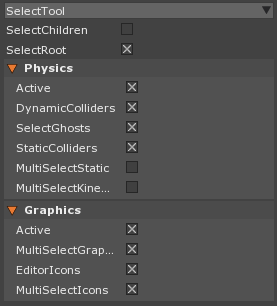 SelectTool
SelectChildren
SelectRoot
Physics
Active
DynamicColliders
SelectGhosts
StaticColliders
MultiSelectStatic
MultiSelectKine...
Graphics
Active
MultiSelectGrap...
EditorIcons
MultiSelectIcons